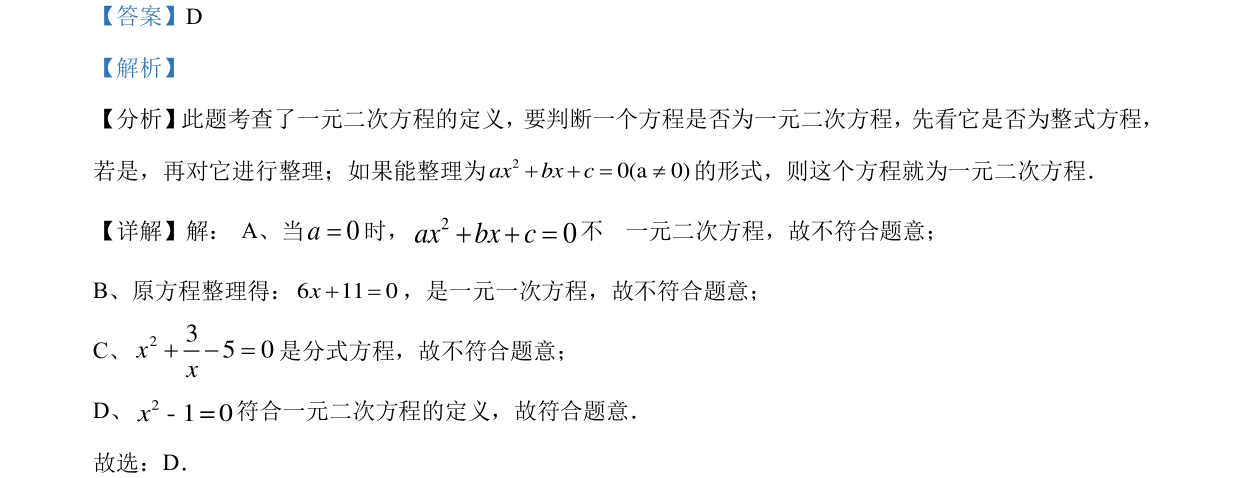 【答案】D
【解析】
【分析】此题考查了一元二次方程的定义，要判断一个方程是否为一元二次方程，先看它是否为整式方程，
若是，再对它进行整理；如果能整理为 ax² + bx + c = 0(a ≠ 0) 的形式，则这个方程就为一元二次方程．
【详解】解： A、当 a = 0 时， ax² + bx + c = 0 不 一元二次方程，故不符合题意；
B、原方程整理得： 6x + 11 = 0 ，是一元一次方程，故不符合题意；
C、 x² + 3/x − 5 = 0 是分式方程，故不符合题意；
D、 x² - 1 = 0 符合一元二次方程的定义，故符合题意．
故选：D．